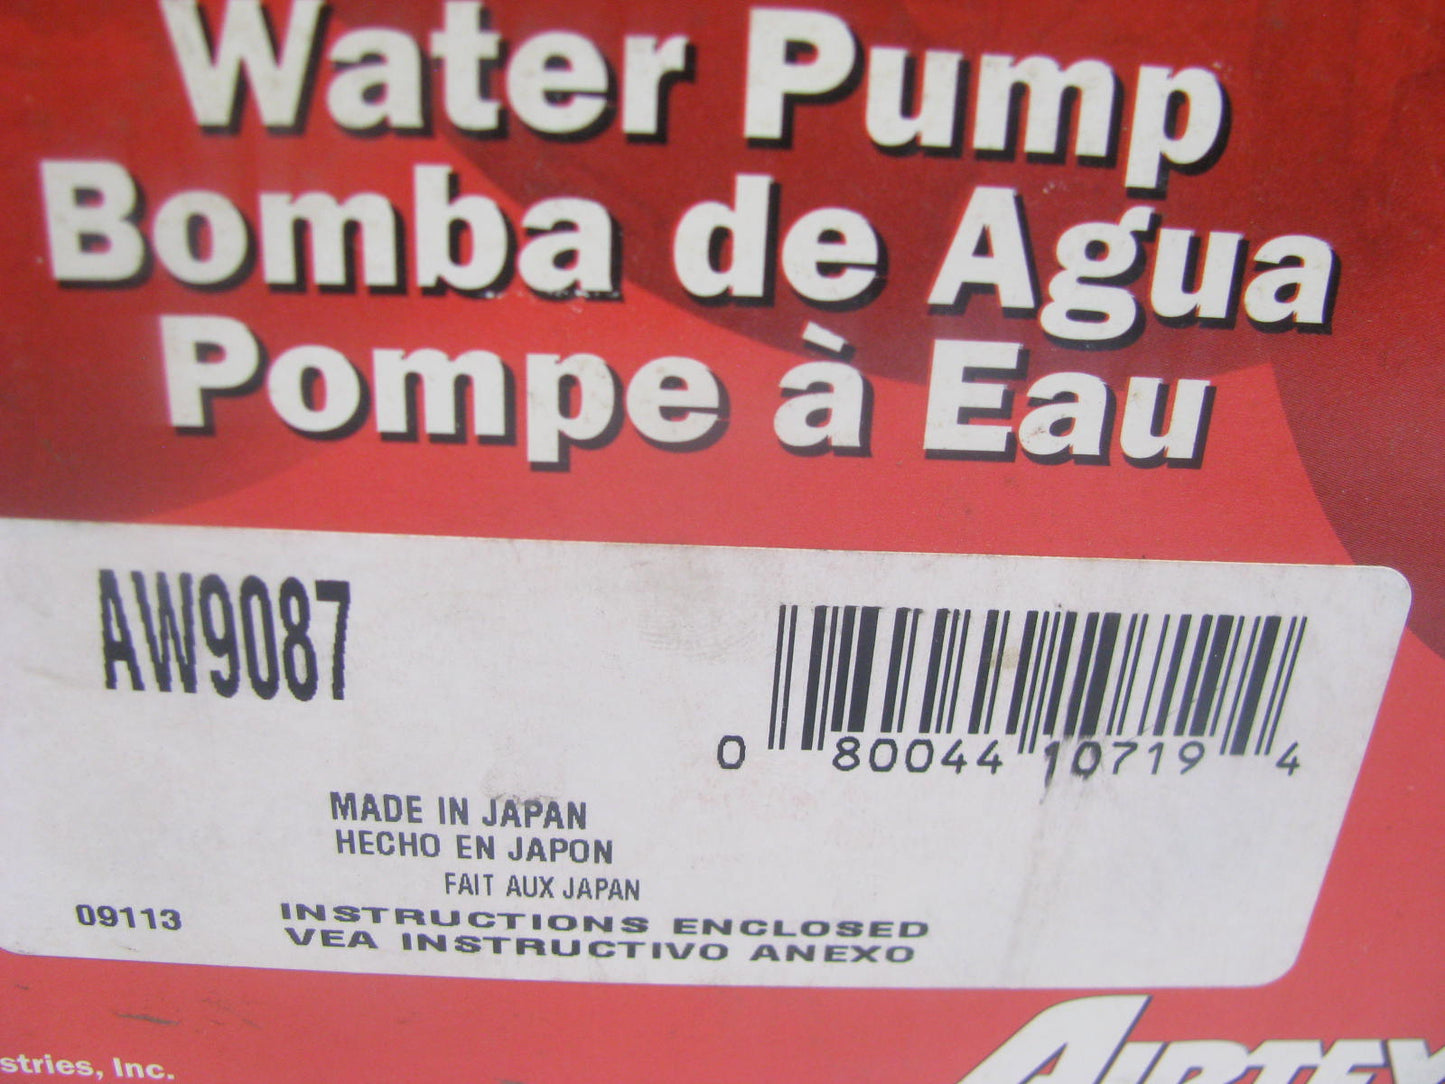 Water Pump
Bomba de Agua
Pompe à Eau
AW9087
0 80044 10719 4
MADE IN JAPAN
HECHO EN JAPON
FAIT AUX JAPAN
09113
INSTRUCTIONS ENCLOSED
VEA INSTRUCTIVO ANEXO
stries, Inc.
AIRTEX